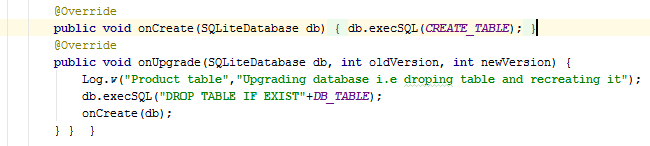 @Override
public void onCreate(SQLiteDatabase db) { db.execSQL(CREATE_TABLE); }
@Override
public void onUpgrade(SQLiteDatabase db, int oldVersion, int newVersion) {
Log.w("Product table","Upgrading database i.e droping table and recreating it");
db.execSQL("DROP TABLE IF EXIST"+DB_TABLE);
onCreate(db);
} } }